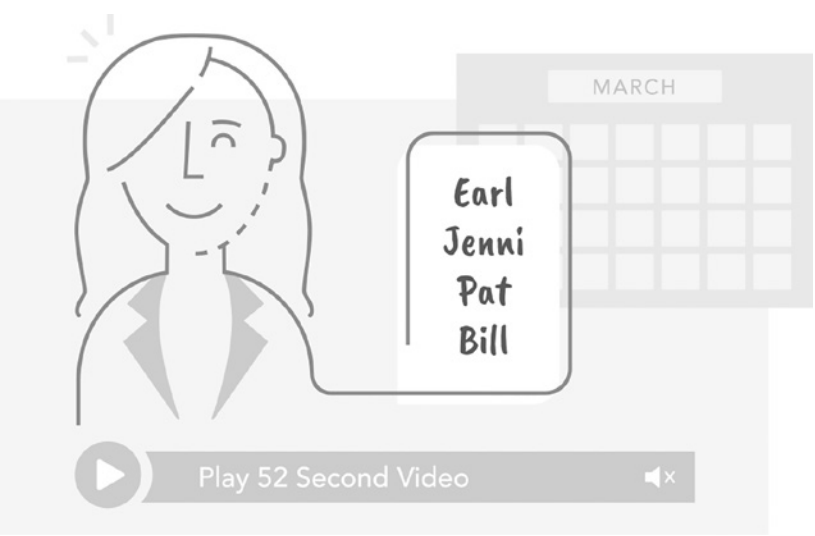 MARCH
Earl
Jenni
Pat
Bill
Play 52 Second Video